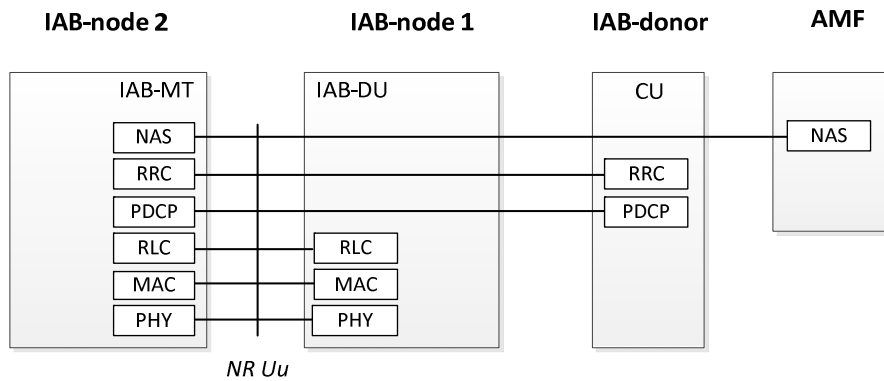 IAB-node 2 IAB-node 1 IAB-donor AMF
IAB-MT IAB-DU CU
NAS NAS
RRC RRC
PDCP PDCP
RLC RLC
MAC MAC
PHY PHY
NR Uu